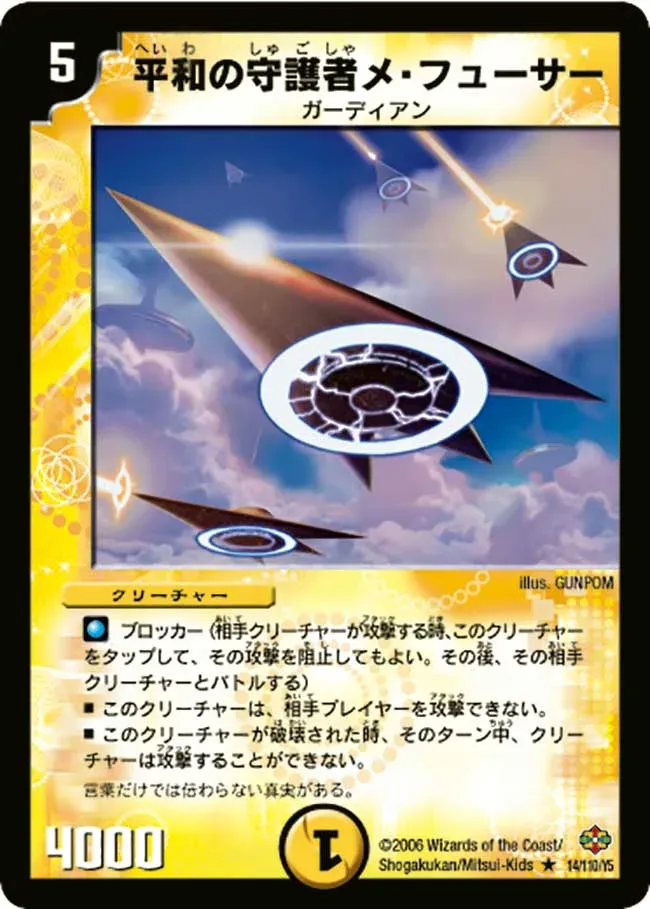 5
へいわ しゅごしゃ
平和の守護者メ・フューサー
ガーディアン
illus. GUNPOM
クリーチャー
ブロッカー（相手クリーチャーが攻撃する時、このクリーチャー
をタップして、その攻撃を阻止してもよい。その後、その相手
クリーチャーとバトルする）
■ このクリーチャーは、相手プレイヤーを攻撃できない。
■ このクリーチャーが破壊された時、そのターン中、クリー
チャーは攻撃することができない。
言葉だけでは伝わらない真実がある。
4000
1
©2006 Wizards of the Coast/
Shogakukan/Mitsui-Kids ★ 14/110/Y5